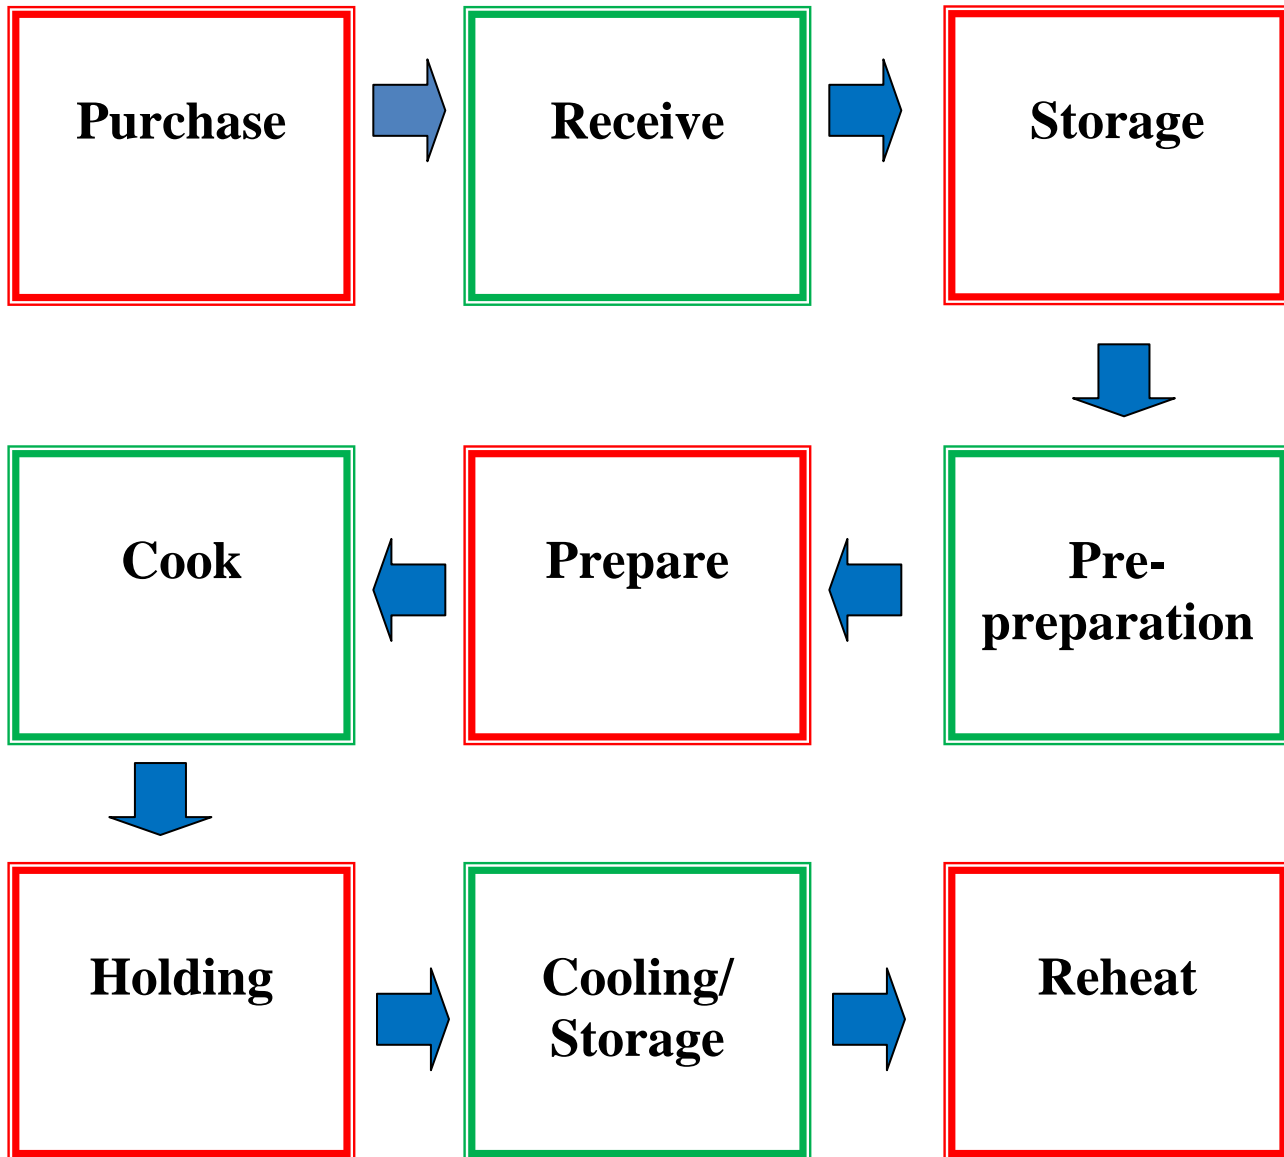 Purchase
Receive
Storage
Cook
Prepare
Pre-
preparation
Holding
Cooling/
Storage
Reheat